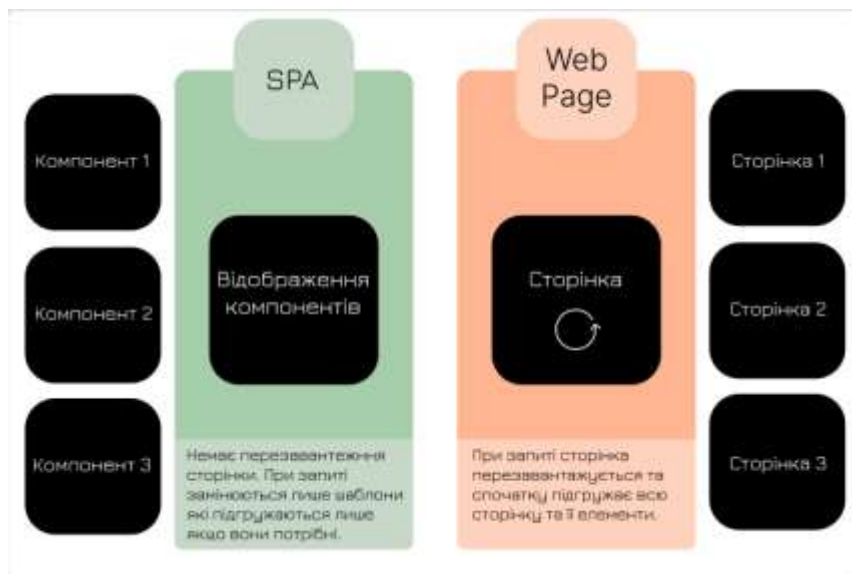 SPA
Web
Page
Компонент 1
Компонент 2
Компонент 3
Відображення
компонентів
Немає перезавантежння
сторінки. При запиті
замінюються лише шаблони
які підгружаються лише
якщо вони потрібні.
Сторінка
При запиті сторінка
перезавантажується та
спочатку підгружає всю
сторінку та її елементи.
Сторінка 1
Сторінка 2
Сторінка 3